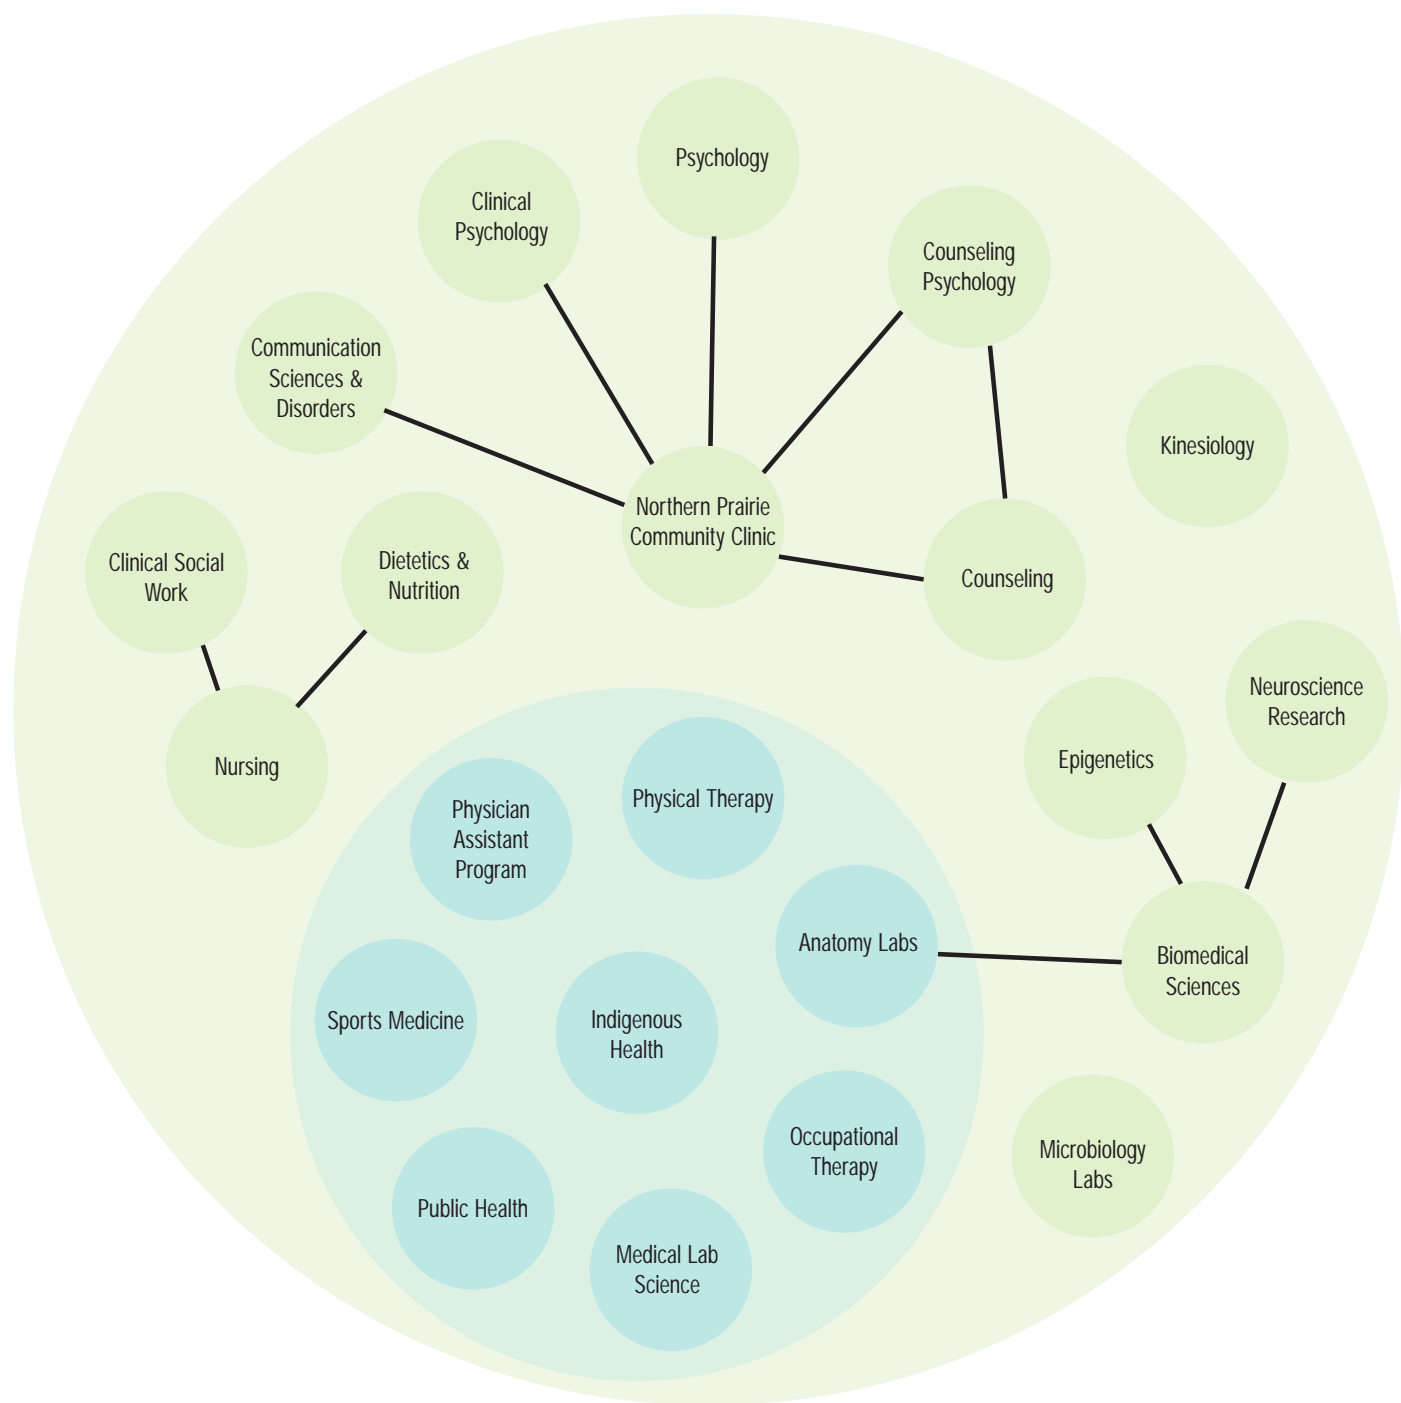 Psychology
Clinical
Psychology
Counseling
Psychology
Communication
Sciences &
Disorders
Kinesiology
Northern Prairie
Community Clinic
Clinical Social
Work
Dietetics &
Nutrition
Counseling
Neuroscience
Research
Epigenetics
Nursing
Physical Therapy
Physician
Assistant
Program
Anatomy Labs
Biomedical
Sciences
Sports Medicine
Indigenous
Health
Occupational
Therapy
Microbiology
Labs
Public Health
Medical Lab
Science